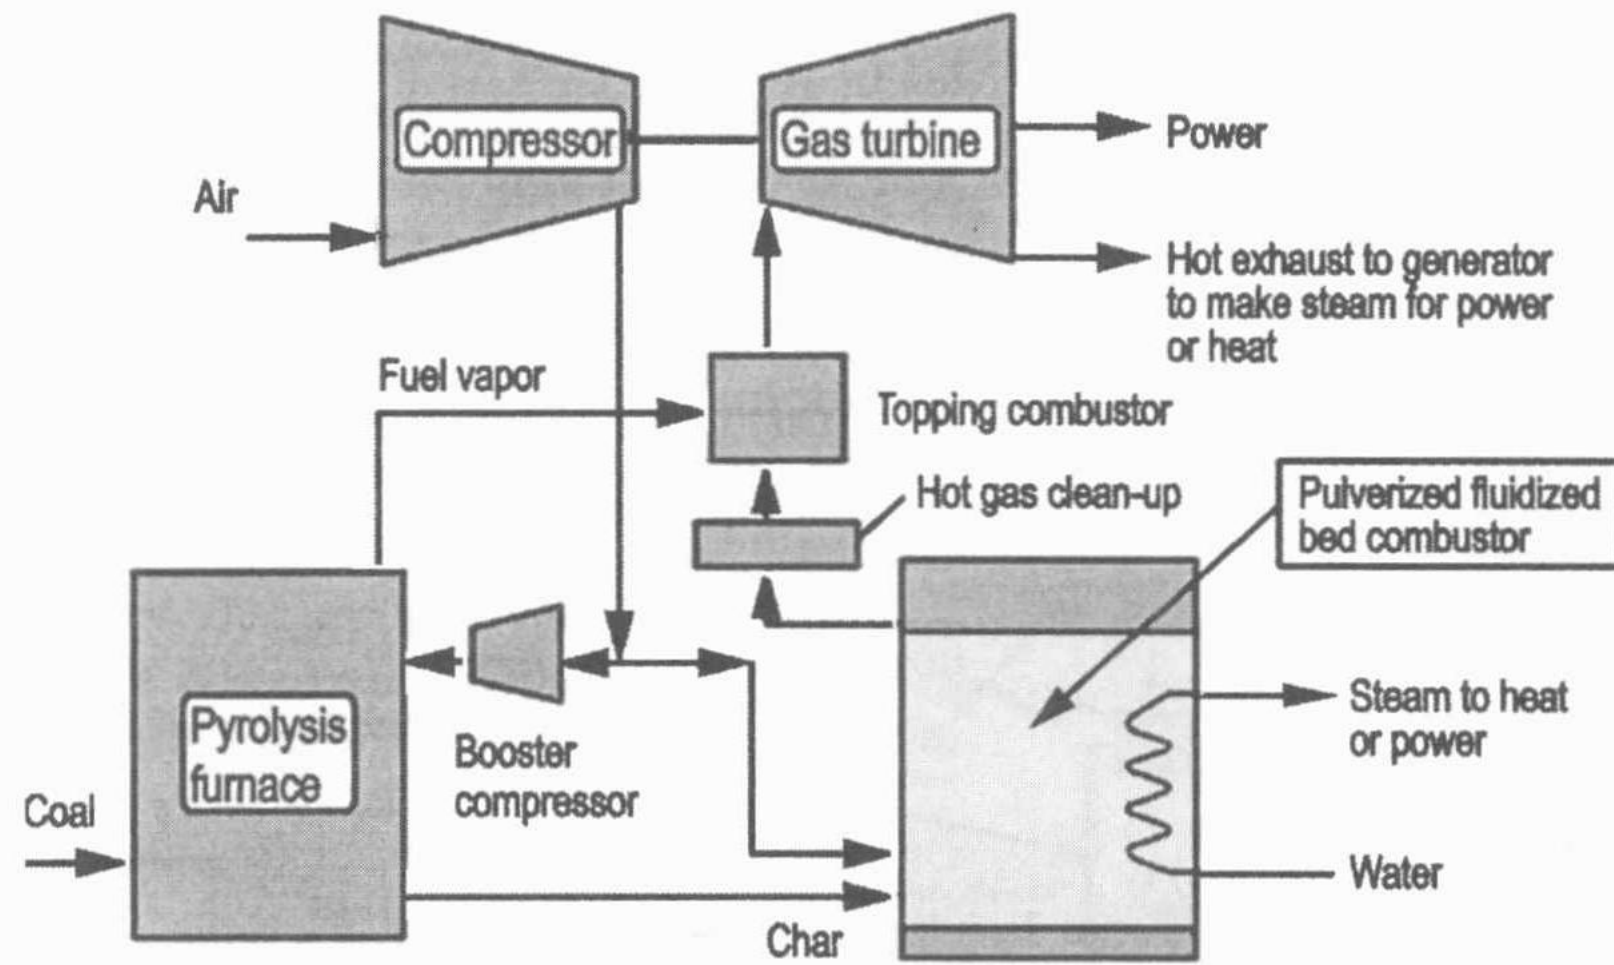 Compressor
Gas turbine
Power
Air
Hot exhaust to generator
to make steam for power
or heat
Fuel vapor
Topping combustor
Hot gas clean-up
Pulverized fluidized
bed combustor
Pyrolysis
furnace
Booster
compressor
Steam to heat
or power
Coal
Water
Char